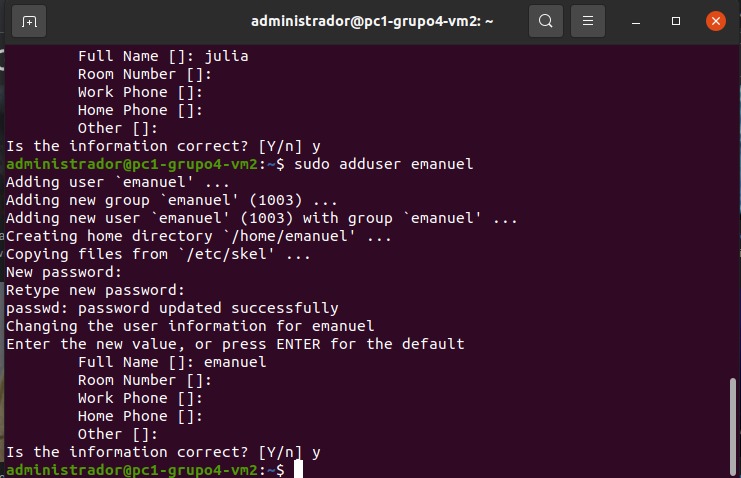 administrador@pc1-grupo4-vm2: ~
Full Name []: julia
Room Number []:
Work Phone []:
Home Phone []:
Other []:
Is the information correct? [Y/n] y
administrador@pc1-grupo4-vm2:~$ sudo adduser emanuel
Adding user `emanuel' ...
Adding new group `emanuel' (1003) ...
Adding new user `emanuel' (1003) with group `emanuel' ...
Creating home directory `/home/emanuel' ...
Copying files from `/etc/skel' ...
New password:
Retype new password:
passwd: password updated successfully
Changing the user information for emanuel
Enter the new value, or press ENTER for the default
Full Name []: emanuel
Room Number []:
Work Phone []:
Home Phone []:
Other []:
Is the information correct? [Y/n] y
administrador@pc1-grupo4-vm2:~$